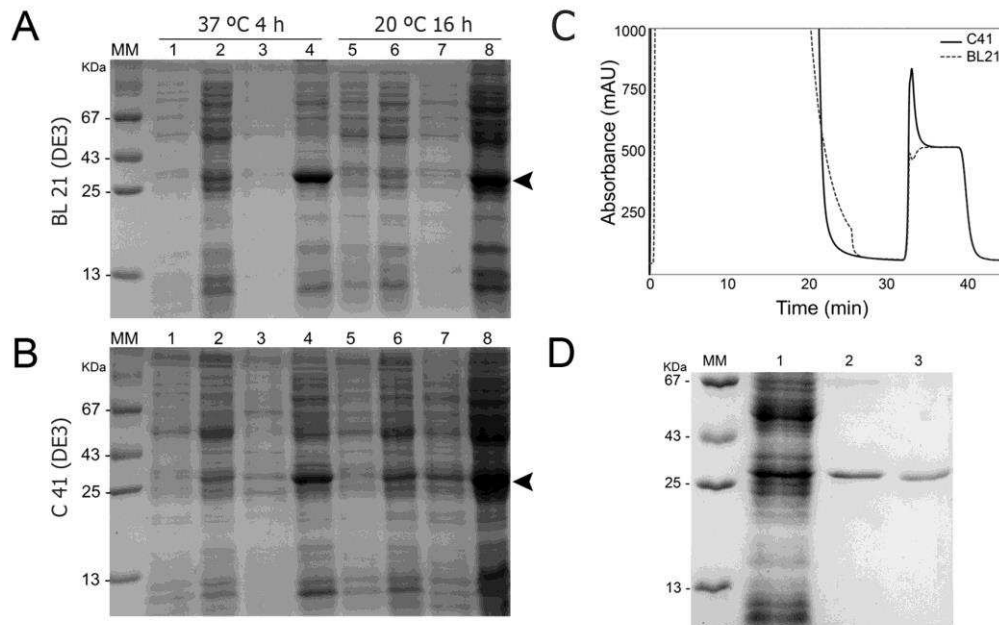 A
37 ºC 4 h
20 ºC 16 h
MM 1 2 3 4 5 6 7 8
KDa
67 -
43 -
25 -
13 -
BL 21 (DE3)
B
MM 1 2 3 4 5 6 7 8
KDa
67 -
43 -
25 -
13 -
C 41 (DE3)
C
C41
BL21
1000
750
500
250
0 10 20 30 40
Absorbance (mAU)
Time (min)
D
MM 1 2 3
KDa
67 -
43 -
25 -
13 -